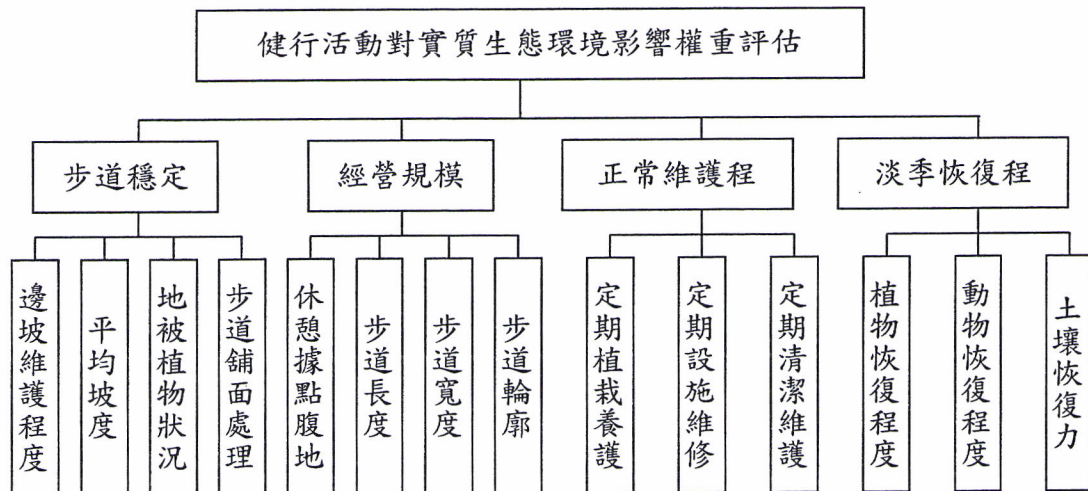 健行活動對實質生態環境影響權重評估
步道穩定
經營規模
正常維護程
淡季恢復程
邊坡維護程度
平均坡度
地被植物狀況
步道舖面處理
休憩據點腹地
步道長度
步道寬度
步道輪廓
定期植栽養護
定期設施維修
定期清潔維護
植物恢復程度
動物恢復程度
土壤恢復力